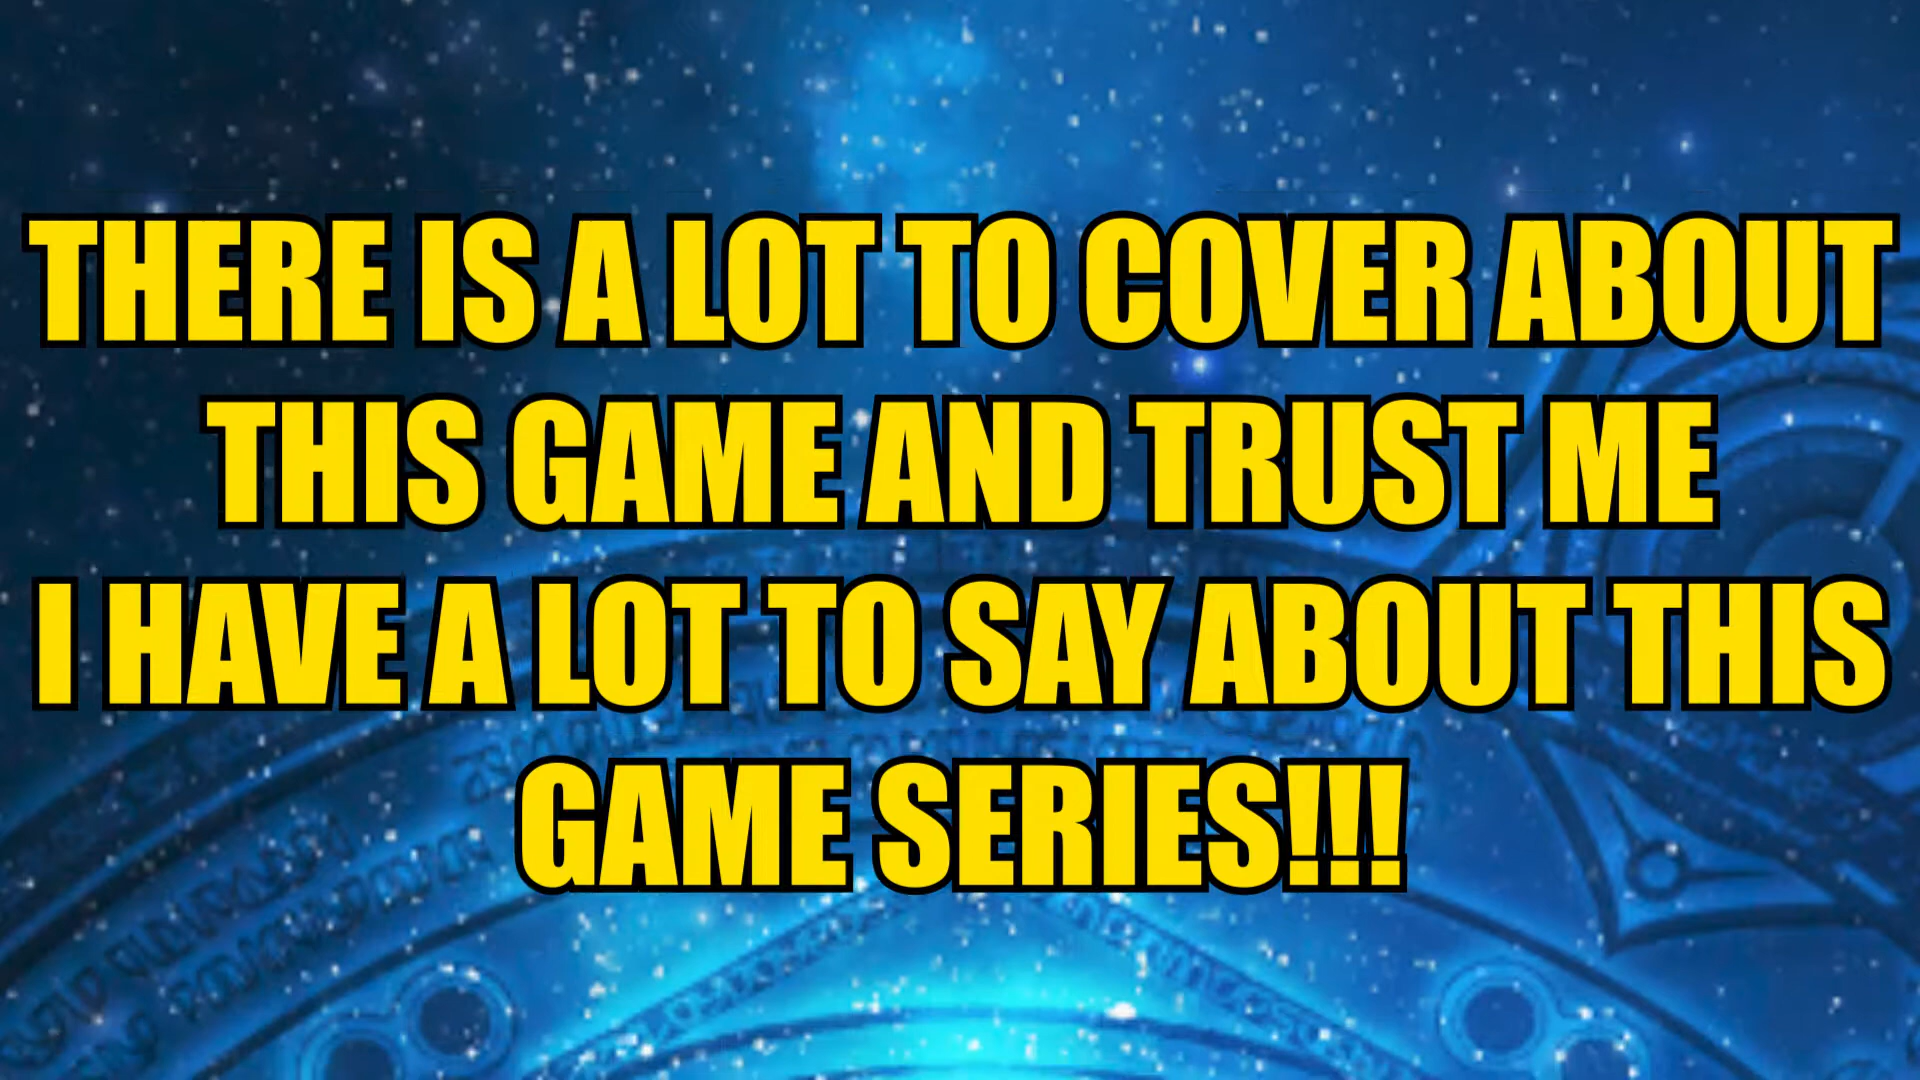 THERE IS A LOT TO COVER ABOUT
THIS GAME AND TRUST ME
I HAVE A LOT TO SAY ABOUT THIS
GAME SERIES!!!